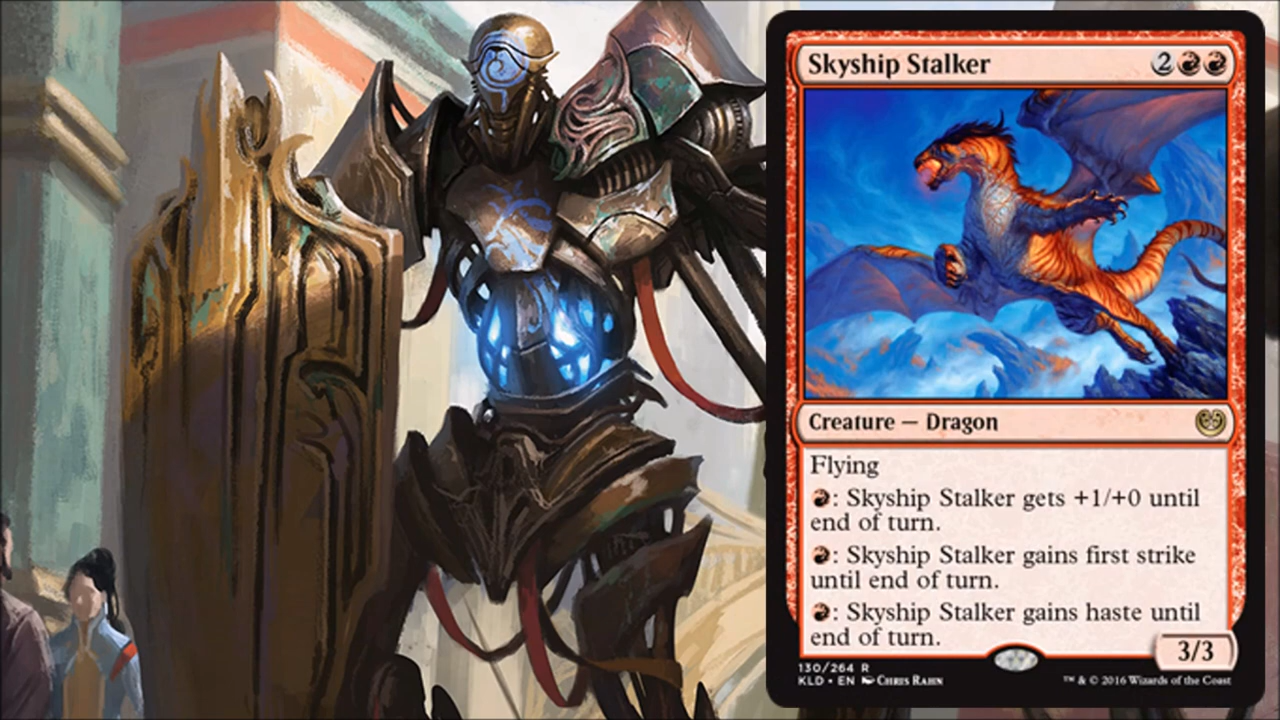 Skyship Stalker 2
Creature — Dragon
Flying
: Skyship Stalker gets +1/+0 until
end of turn.
: Skyship Stalker gains first strike
until end of turn.
: Skyship Stalker gains haste until
end of turn.
3/3
130/264 R
KLD • EN Chris Rahn
™ & © 2016 Wizards of the Coast